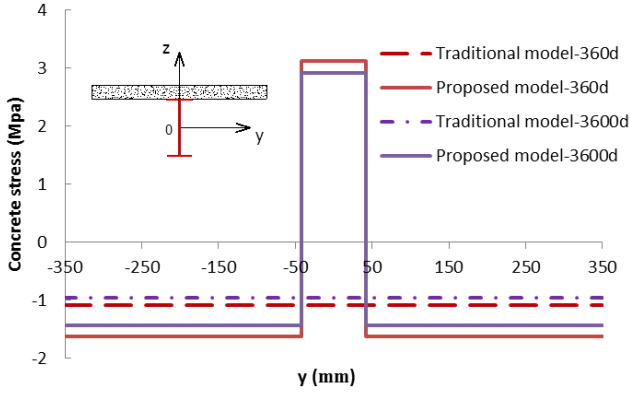 Concrete stress (Mpa)
4
3
2
1
0
-1
-2
-350
-250
-150
-50
50
150
250
350
y (mm)
z
0
y
Traditional model-360d
Proposed model-360d
Traditional model-3600d
Proposed model-3600d